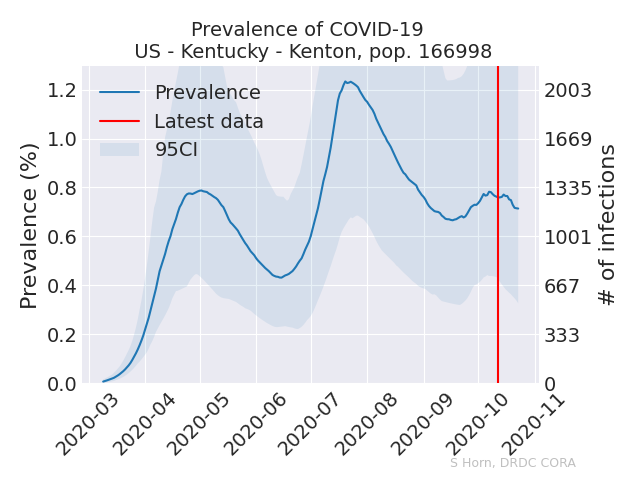 Prevalence of COVID-19
US - Kentucky - Kenton, pop. 166998
Prevalence
Latest data
95CI
Prevalence (%)
1.2
1.0
0.8
0.6
0.4
0.2
0.0
2003
1669
1335
1001
667
333
0
# of infections
2020-03
2020-04
2020-05
2020-06
2020-07
2020-08
2020-09
2020-10
2020-11
S Horn, DRDC CORA